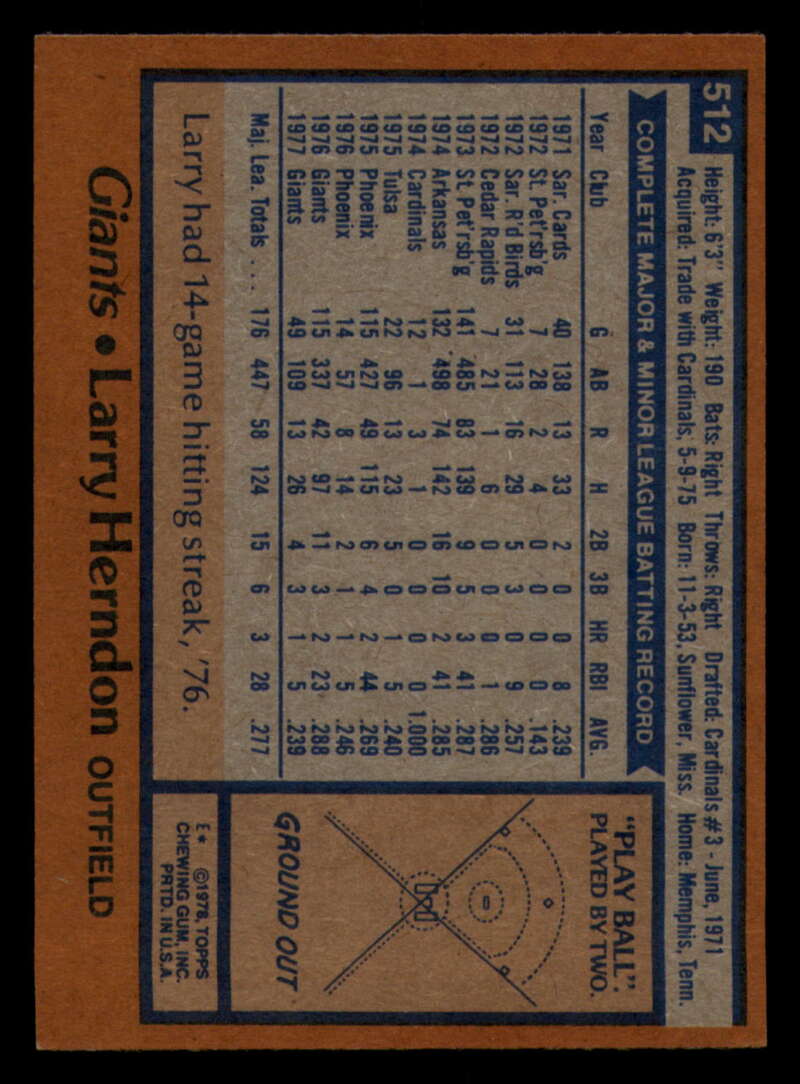 512
Height: 6'3" Weight: 190 Bats: Right Throws: Right Drafted: Cardinals #3 - June, 1971
Acquired: Trade with Cardinals, 5-9-75 Born: 11-3-53, Sunflower, Miss. Home: Memphis, Tenn.
COMPLETE MAJOR & MINOR LEAGUE BATTING RECORD
Year Club G AB R H 2B 3B HR RBI AVG.
1971 Sar. Cards 40 138 13 33 2 0 0 8 .239
1972 St. Pet'rsb'g 7 28 2 4 0 0 0 0 .143
1972 Sar. R'd Birds 31 113 16 29 5 3 0 9 .257
1972 Cedar Rapids 7 21 1 6 0 0 0 1 .286
1973 St. Pet'rsb'g 141 485 83 139 9 5 3 41 .287
1974 Arkansas 132 498 74 142 16 10 2 41 .285
1974 Cardinals 12 1 3 1 0 0 0 0 1.000
1975 Tulsa 22 96 13 23 5 0 1 5 .240
1975 Phoenix 115 427 49 115 6 4 2 44 .269
1976 Phoenix 14 57 8 14 2 1 1 5 .246
1976 Giants 115 337 42 97 11 3 2 23 .288
1977 Giants 49 109 13 26 4 3 1 5 .239
Maj. Lea. Totals ... 176 447 58 124 15 6 3 28 .277
Larry had 14-game hitting streak, '76.
"PLAY BALL".
PLAYED BY TWO.
GROUND OUT
E* ©1978, TOPPS
CHEWING GUM, INC.
PRTD. IN U.S.A.
Giants • Larry Herndon OUTFIELD